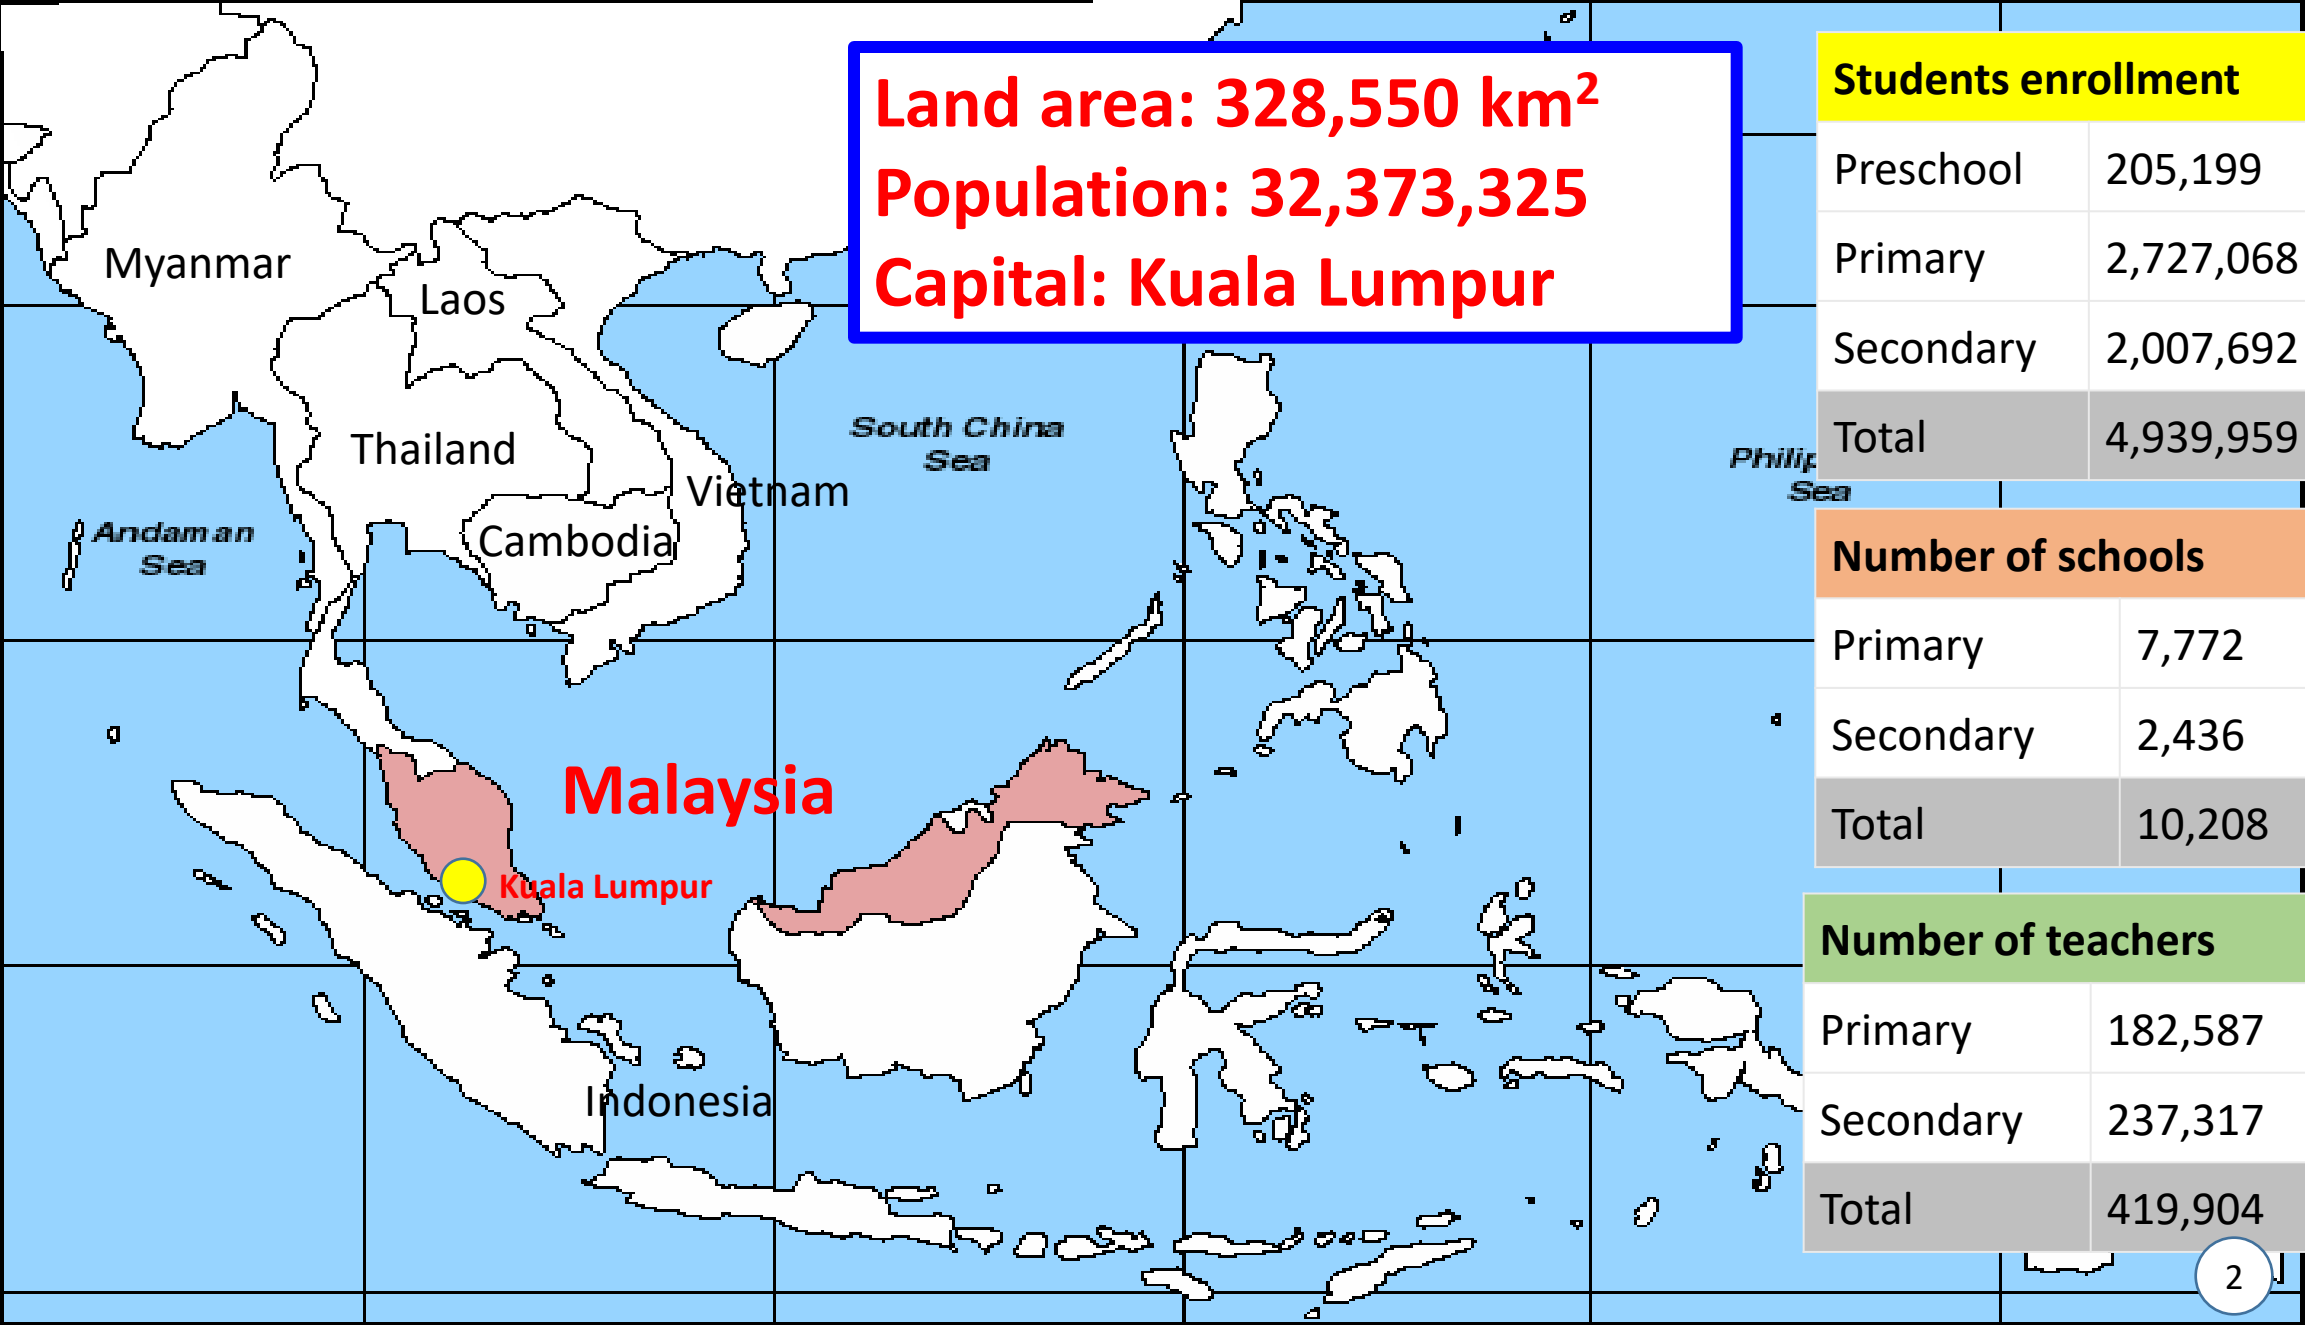 Land area: 328,550 km²
Population: 32,373,325
Capital: Kuala Lumpur
Students enrollment
Preschool 205,199
Primary 2,727,068
Secondary 2,007,692
Total 4,939,959
Number of schools
Primary 7,772
Secondary 2,436
Total 10,208
Number of teachers
Primary 182,587
Secondary 237,317
Total 419,904
Myanmar
Laos
Thailand
Vietnam
Cambodia
South China
Sea
Philip
Sea
Andaman
Sea
Malaysia
Kuala Lumpur
Indonesia
2